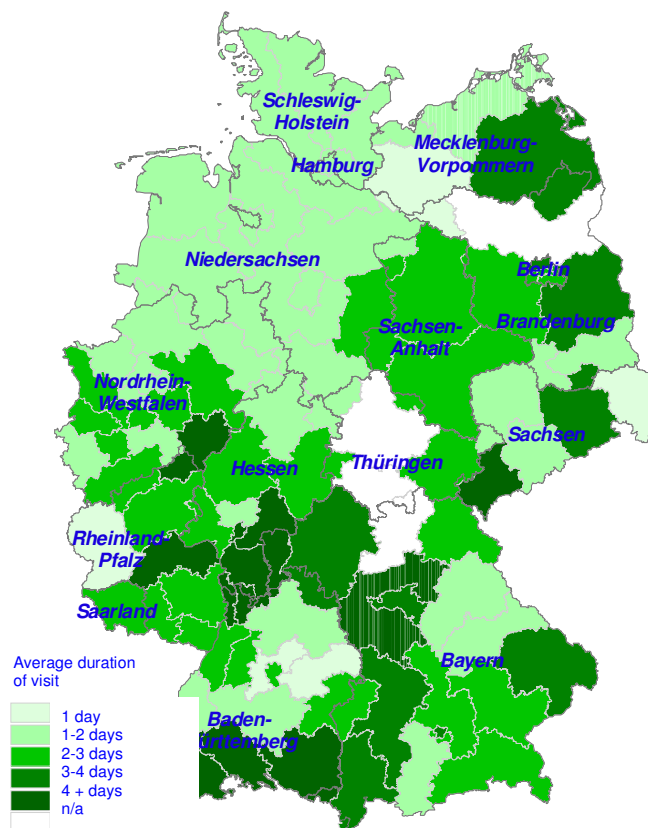 Schleswig-
Holstein
Hamburg
Mecklenburg-
Vorpommern
Niedersachsen
Berlin
Sachsen-
Anhalt
Brandenburg
Nordrhein-
Westfalen
Sachsen
Hessen
Thüringen
Rheinland-
Pfalz
Saarland
Bayern
Baden-
ürttemberg
Average duration
of visit
1 day
1-2 days
2-3 days
3-4 days
4 + days
n/a